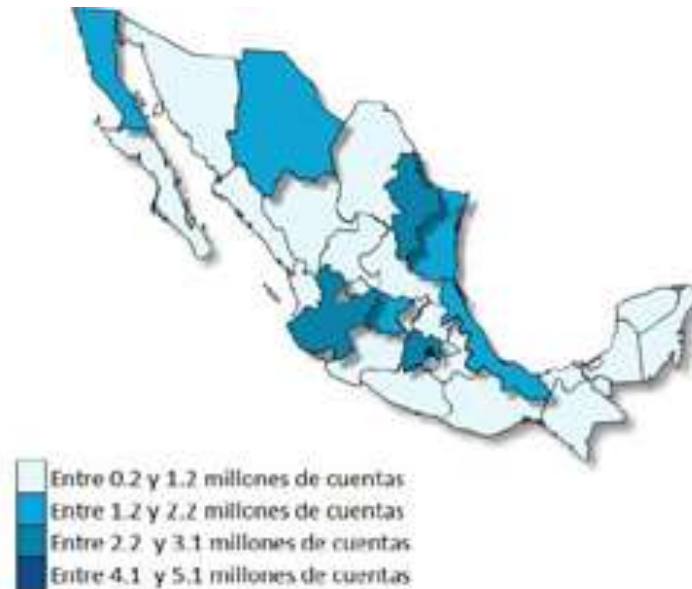 Entre 0.2 y 1.2 millones de cuentas
Entre 1.2 y 2.2 millones de cuentas
Entre 2.2 y 3.1 millones de cuentas
Entre 4.1 y 5.1 millones de cuentas